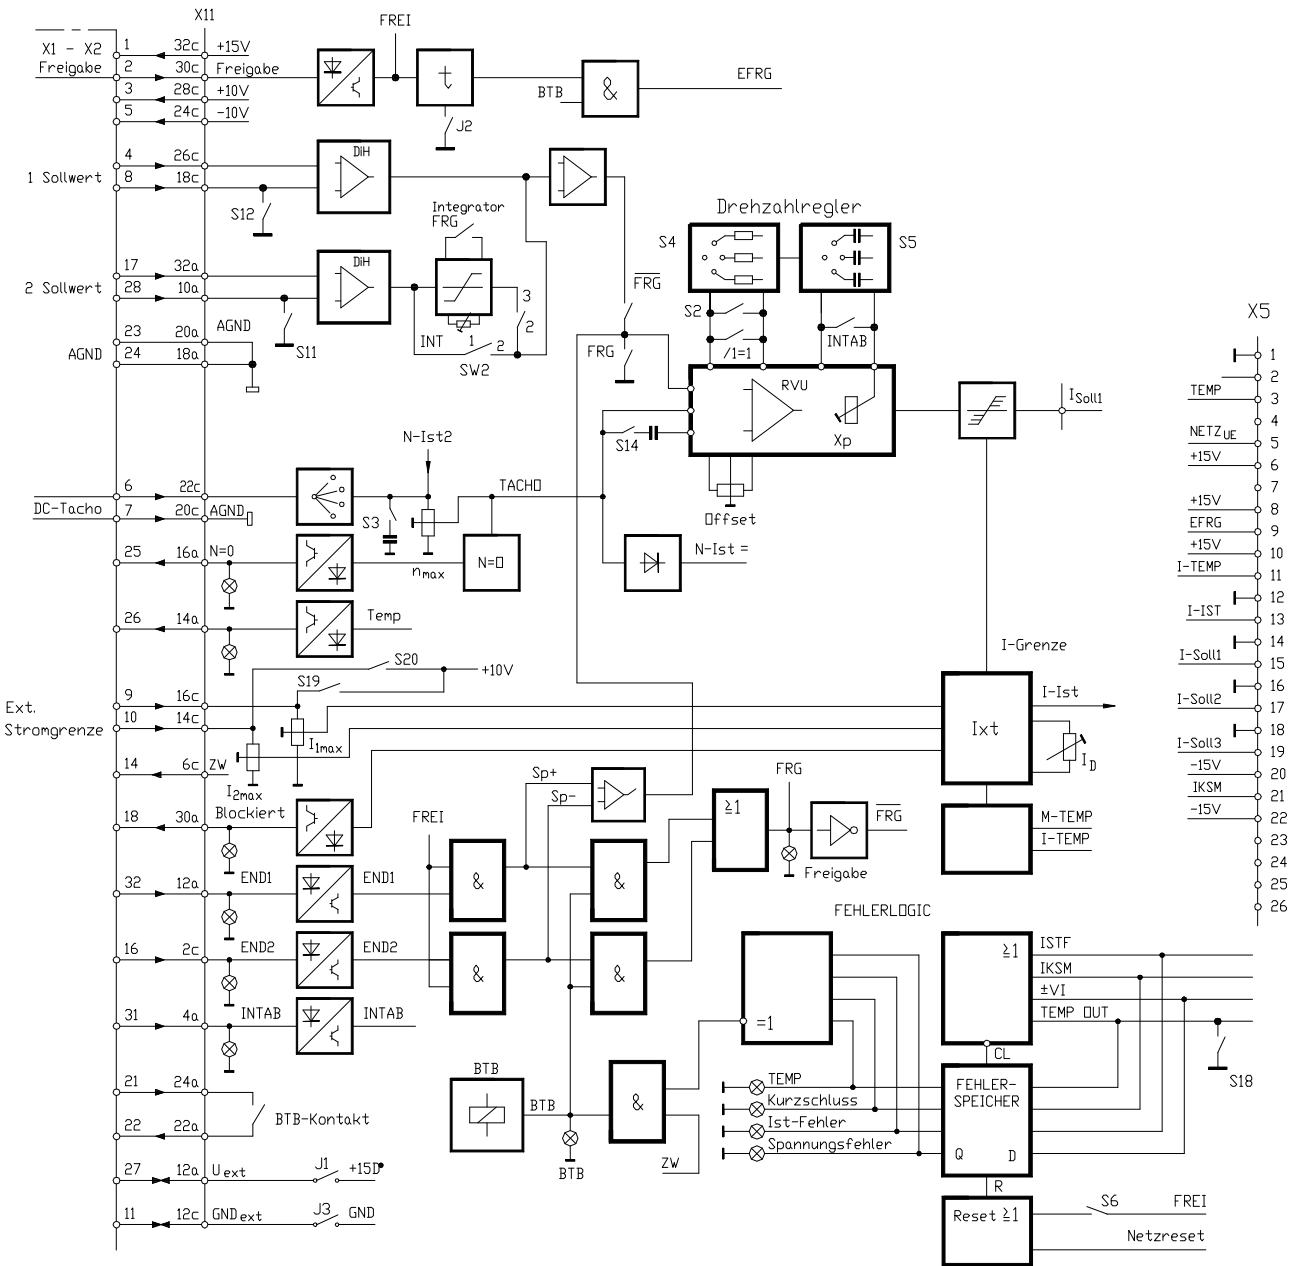 X11
FREI
X1 - X2
1 32c +15V
Freigabe 2 30c Freigabe
3 28c +10V
5 24c -10V
t
J2
BTB
&
EFRG
4 26c
1 Sollwert 8 18c
S12
DiH
Integrator
FRG
17 32a
2 Sollwert 28 10a
S11
DiH
INT
3
2
1 2
SW2
23 20a AGND
AGND 24 18a
Drehzahlregler
S4
S5
S2
/1=1
INTAB
FRG
FRG
RVU
Xp
S14
Offset
ISoll1
N-Ist2
6 22c
DC-Tacho 7 20c AGND
S3
TACHO
nmax
25 16a N=0
N=0
N-Ist =
26 14a
Temp
S20
+10V
S19
Ext.
Stromgrenze
9 16c
10 14c
I1max
14 6c ZW
I2max
I-Grenze
Ixt
I-Ist
ID
Blockiert
18 30a
M-TEMP
I-TEMP
FREI
Sp+
Sp-
≥1
FRG
FRG
Freigabe
&
&
&
&
32 12a END1 END1
16 2c END2 END2
31 4a INTAB INTAB
21 24a
22 22a
BTB-Kontakt
27 12a Uext J1 +15D
11 12c GNDext J3 GND
BTB
BTB
BTB
&
ZW
FEHLERLOGIC
=1
≥1
ISTF
IKSM
±VI
TEMP OUT
S18
CL
TEMP
Kurzschluss
Ist-Fehler
Spannungsfehler
FEHLER-
SPEICHER
Q D
R
Reset ≥1
S6
FREI
Netzreset
X5
1
2
TEMP 3
4
NETZUE 5
+15V 6
7
+15V 8
EFRG 9
+15V 10
I-TEMP 11
12
I-IST 13
14
I-Soll1 15
16
I-Soll2 17
18
I-Soll3 19
-15V 20
IKSM 21
-15V 22
23
24
25
26